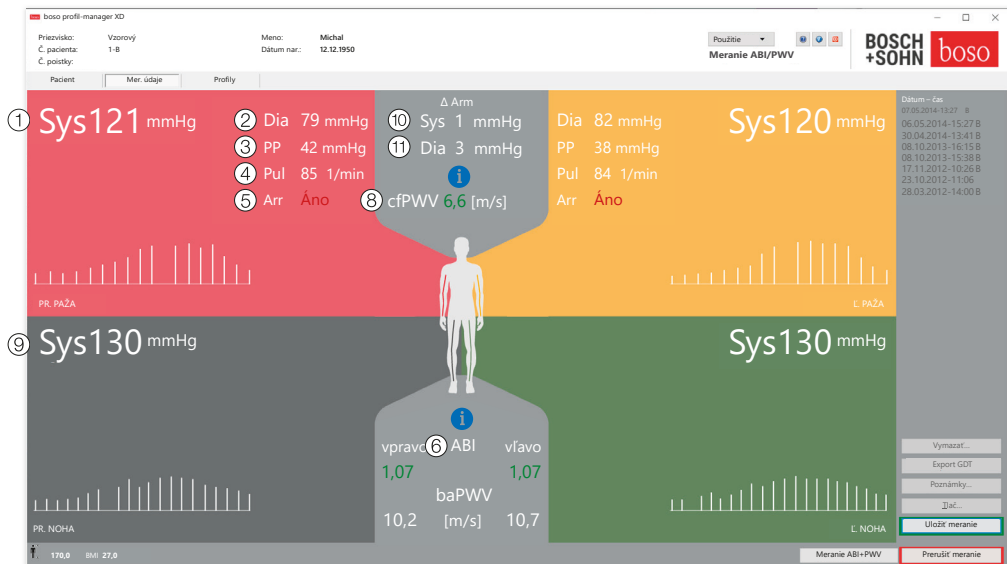 boso profil-manager XD
Priezvisko: Vzorový Meno: Michal
Č. pacienta: 1-B Dátum nar.: 12.12.1950
Č. poistky:
Použitie
Meranie ABI/PWV
BOSCH
+SOHN
boso
Pacient Mer. údaje Profily
1 Sys121 mmHg
2 Dia 79 mmHg
3 PP 42 mmHg
4 Pul 85 1/min
5 Arr Áno
PR. PAŽA
Δ Arm
10 Sys 1 mmHg
11 Dia 3 mmHg
i
8 cfPWV 6,6 [m/s]
Dia 82 mmHg
PP 38 mmHg
Pul 84 1/min
Arr Áno
Sys120 mmHg
Ľ. PAŽA
9 Sys130 mmHg
PR. NOHA
i
vpravo 6 ABI vľavo
1,07 1,07
baPWV
10,2 [m/s] 10,7
Sys130 mmHg
Ľ. NOHA
Dátum – čas
07.05.2014-13:27 - B
06.05.2014-15:27 B
30.04.2014-13:41 B
08.10.2013-16:15 B
08.10.2013-15:38 B
17.11.2012-10:26 B
23.10.2012-11:06
28.03.2012-14:00 B
Vymazať...
Export GDT
Poznámky...
Tlač...
Uložiť meranie
170,0 BMI 27,0
Meranie ABI+PWV
Prerušiť meranie